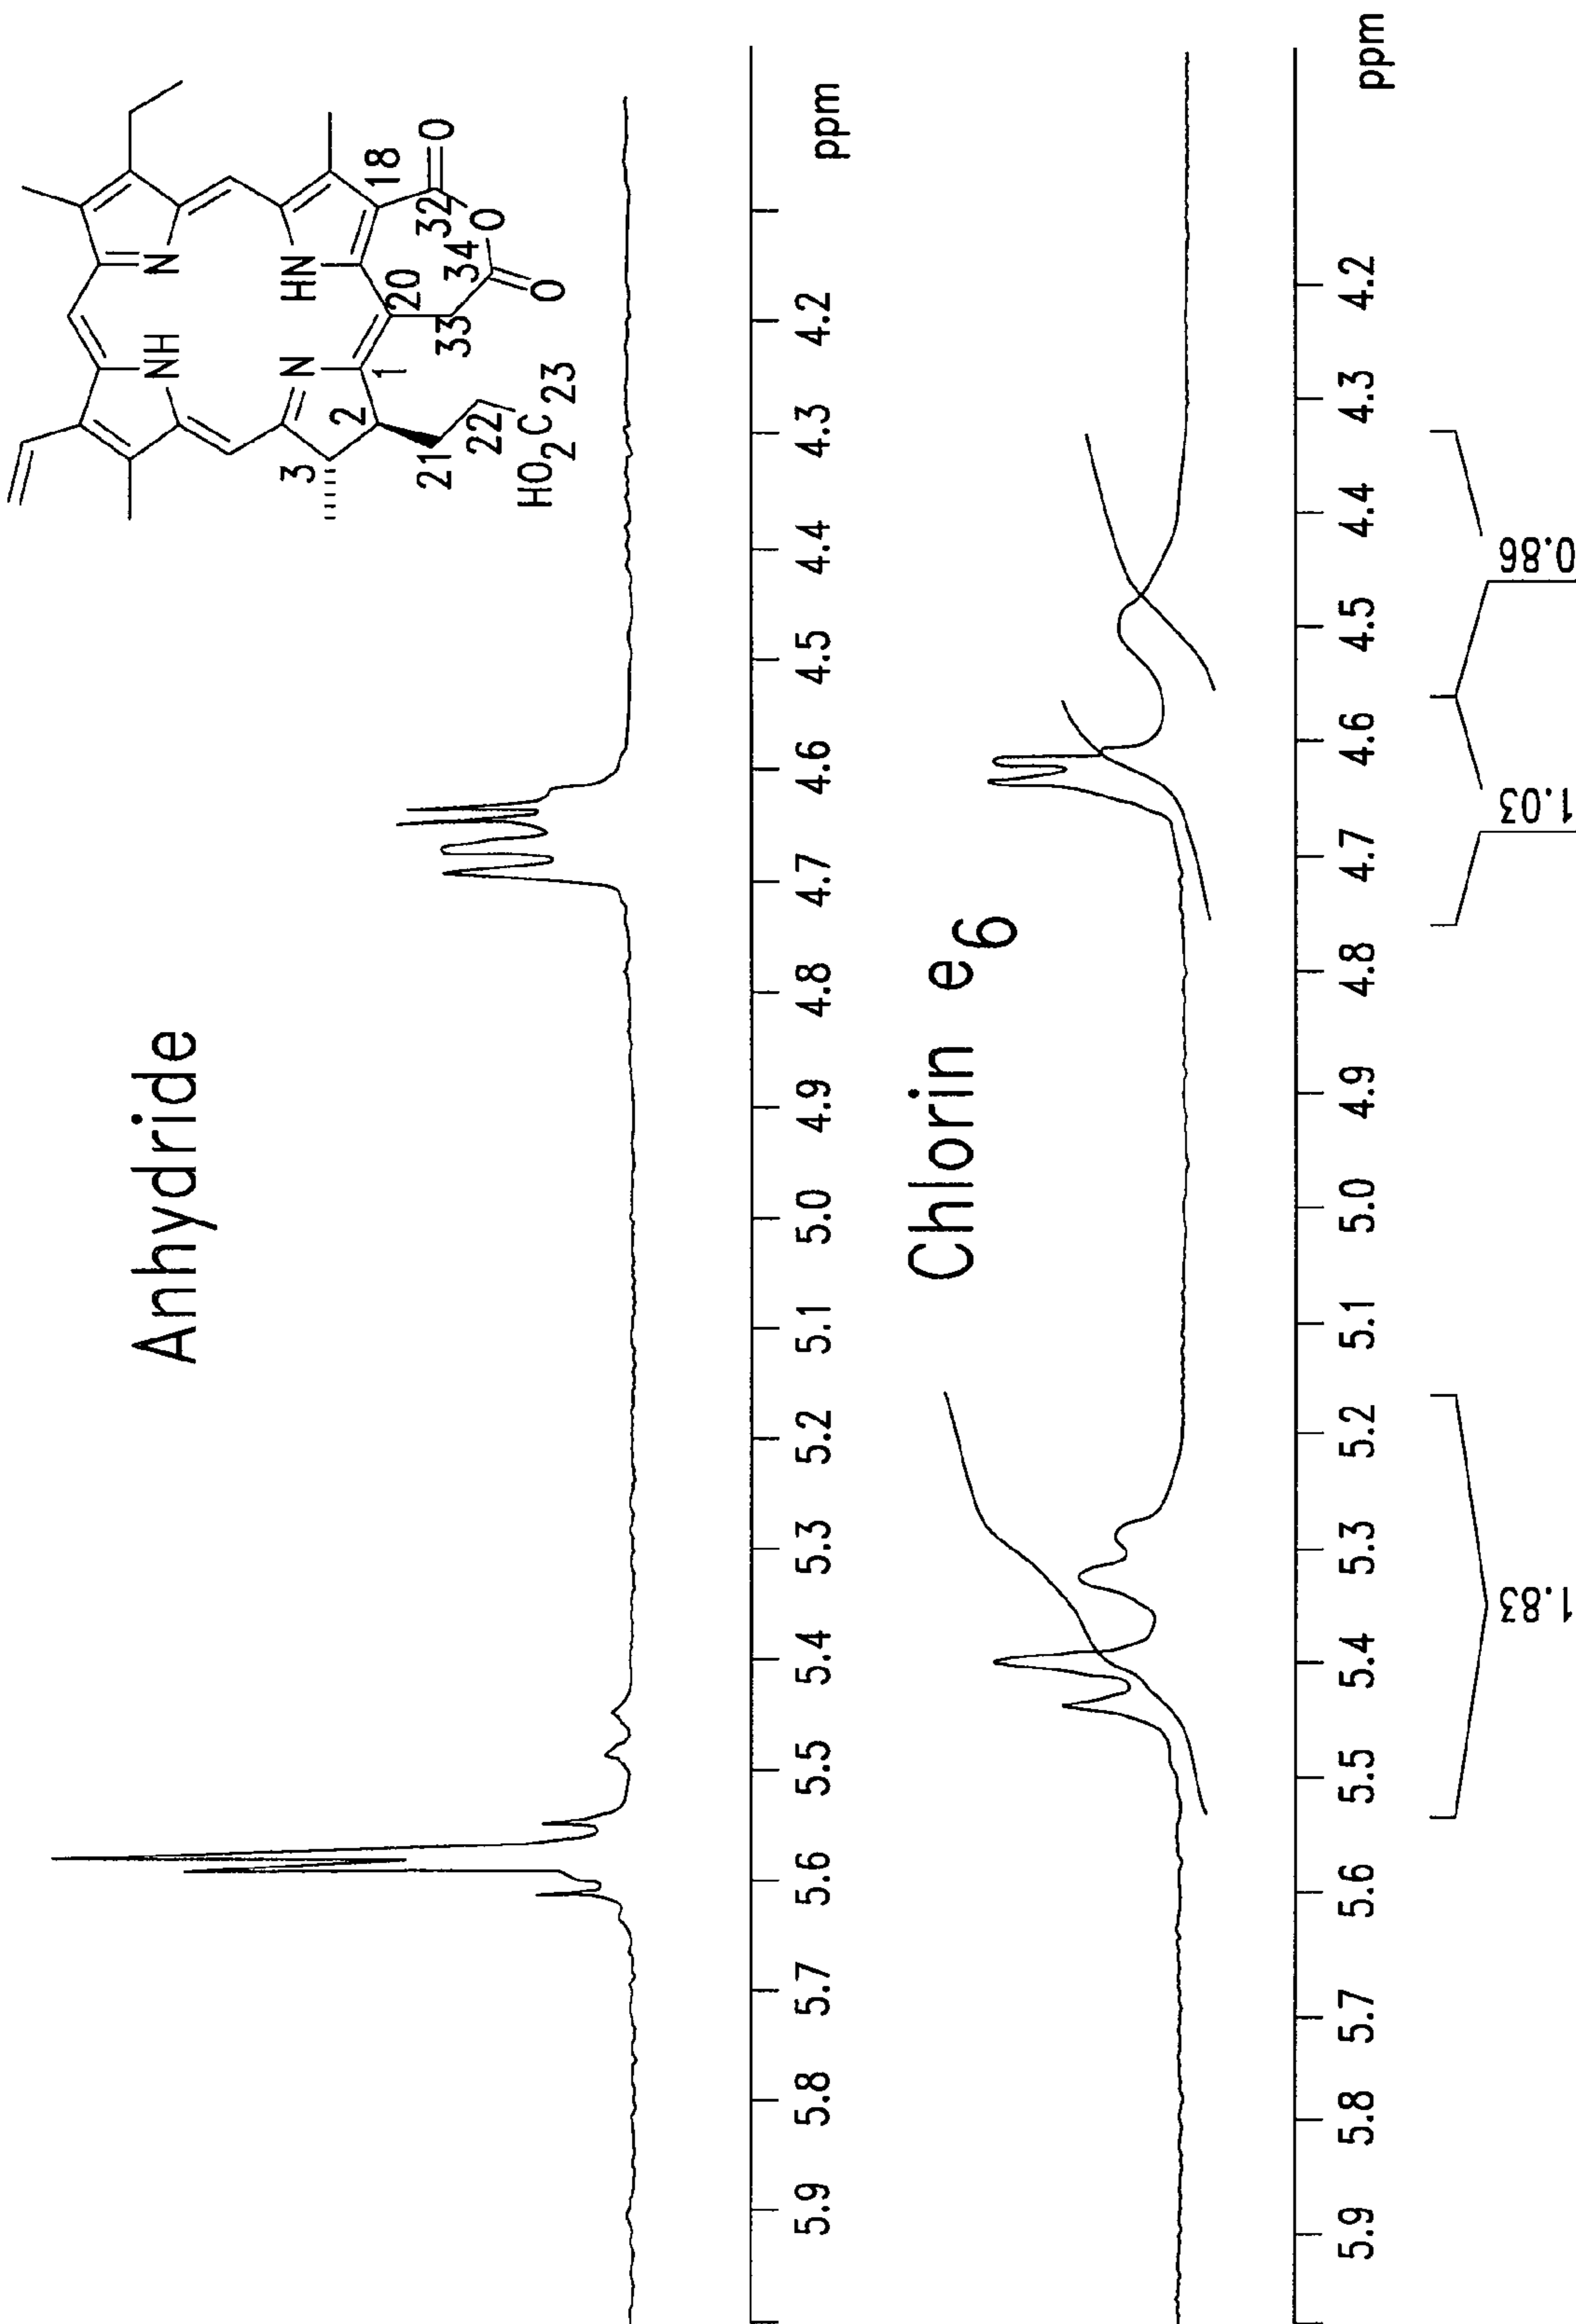 Anhydride
N
NH
HN
N
18
32
O
O
34
20
33
O
1
2
3
21
22
23
HO2C
5.9 5.8 5.7 5.6 5.5 5.4 5.3 5.2 5.1 5.0 4.9 4.8 4.7 4.6 4.5 4.4 4.3 4.2 ppm
Chlorin e6
5.9 5.8 5.7 5.6 5.5 5.4 5.3 5.2 5.1 5.0 4.9 4.8 4.7 4.6 4.5 4.4 4.3 4.2 ppm
1.83 1.03 0.86